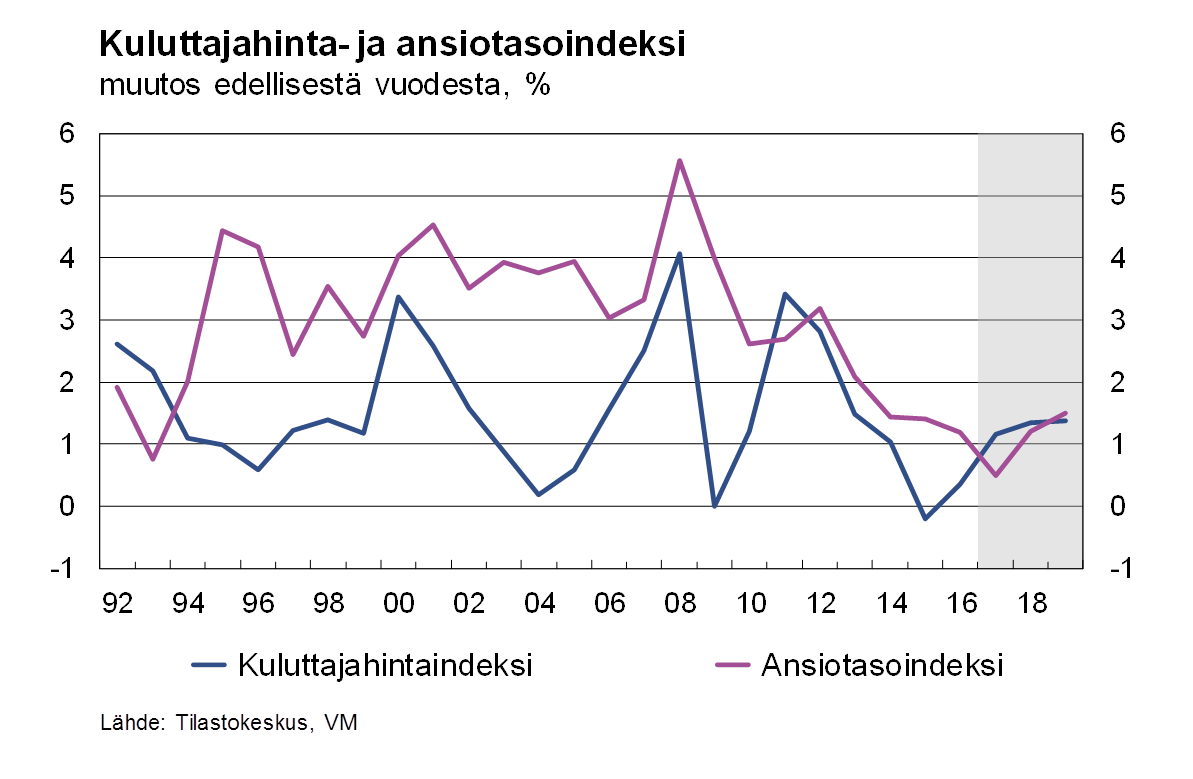 Kuluttajahinta- ja ansiotasoindeksi
muutos edellisestä vuodesta, %
6 6
5 5
4 4
3 3
2 2
1 1
0 0
-1 -1
92 94 96 98 00 02 04 06 08 10 12 14 16 18
Kuluttajahintaindeksi Ansiotasoindeksi
Lähde: Tilastokeskus, VM